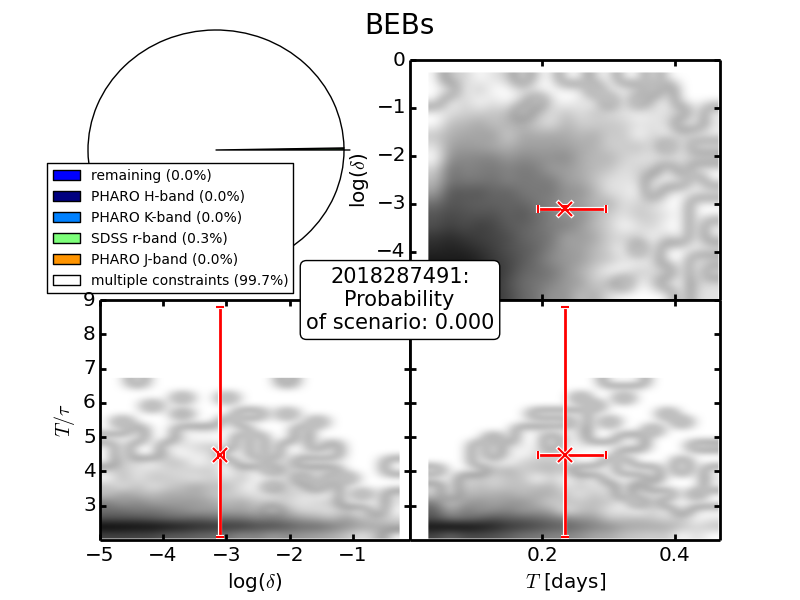 BEBs
remaining (0.0%)
PHARO H-band (0.0%)
PHARO K-band (0.0%)
SDSS r-band (0.3%)
PHARO J-band (0.0%)
multiple constraints (99.7%)
0
−1
−2
−3
−4
log(δ)
2018287491:
Probability
of scenario: 0.000
9
8
7
6
5
4
3
T/τ
−5 −4 −3 −2 −1
log(δ)
0.2 0.4
T [days]